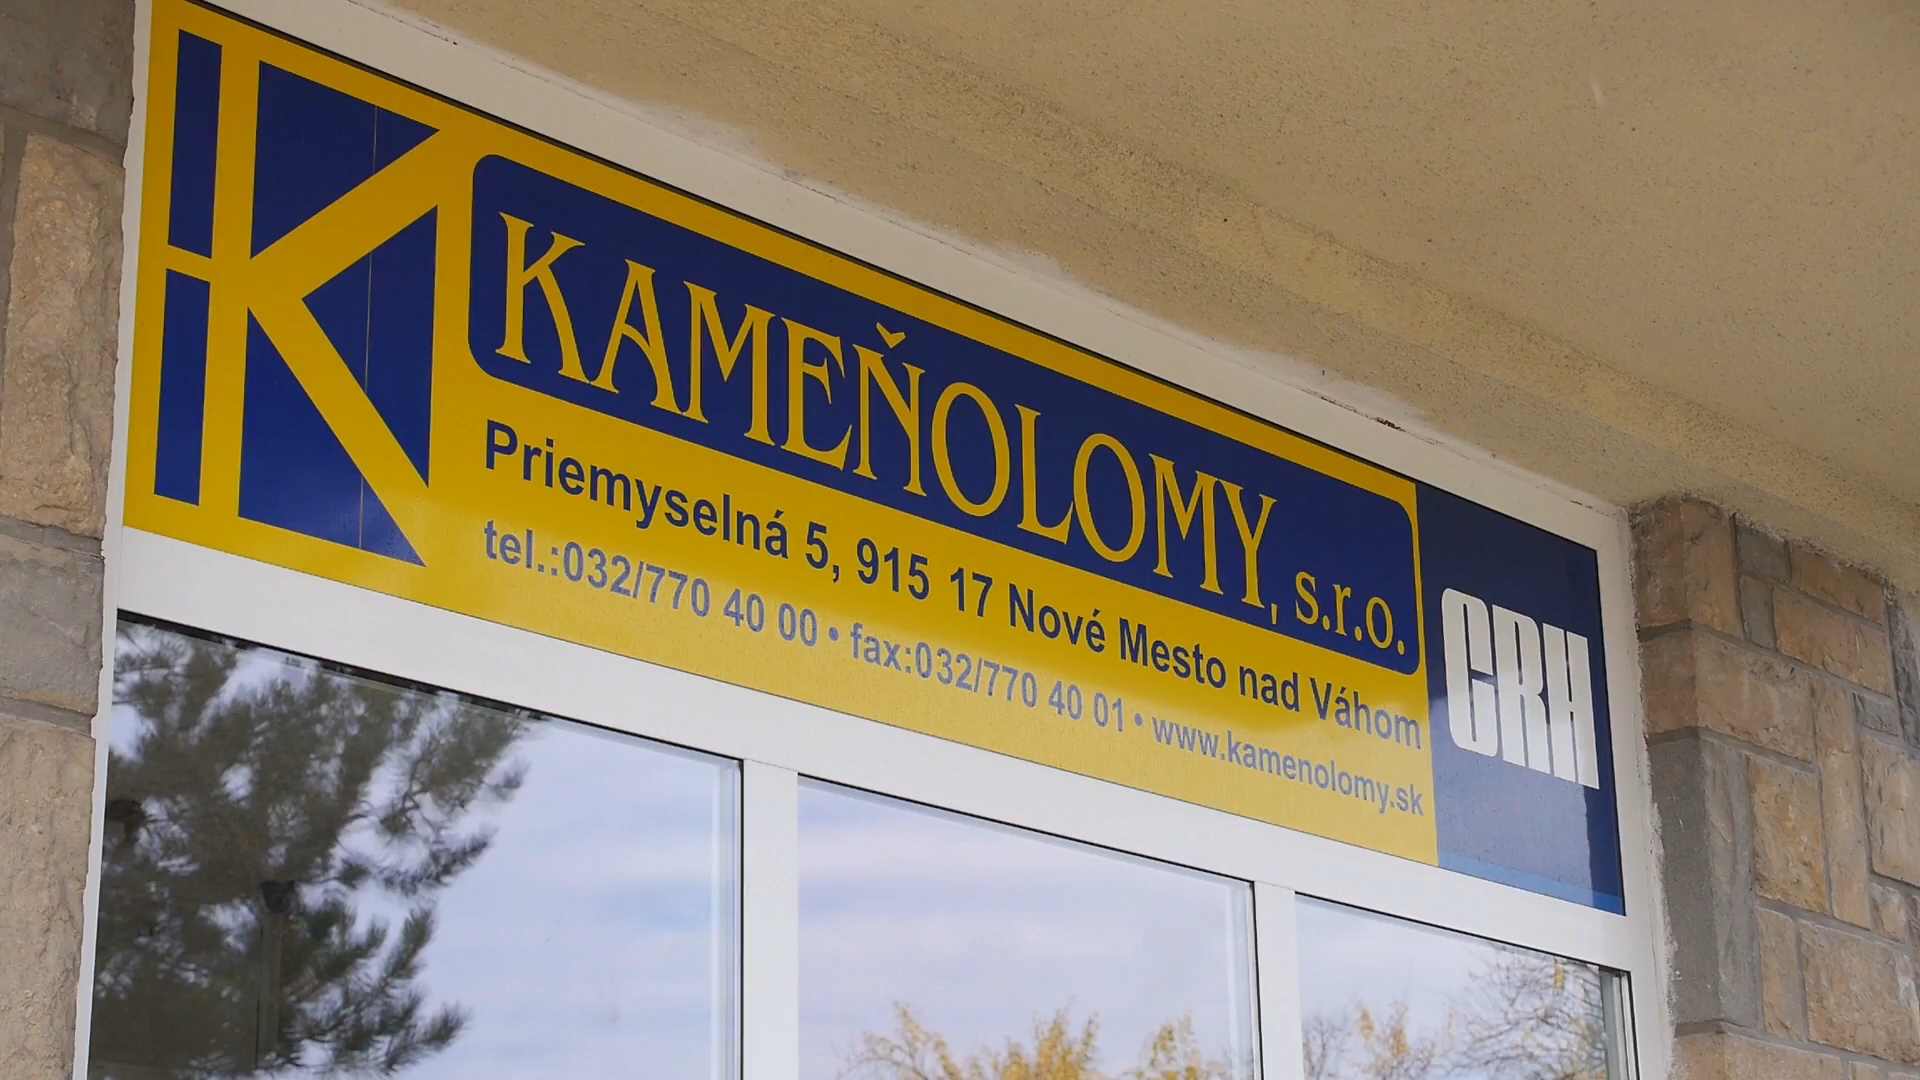 K
KAMEŇOLOMY, s.r.o.
Priemyselná 5, 915 17 Nové Mesto nad Váhom
tel.:032/770 40 00 • fax:032/770 40 01 • www.kamenolomy.sk
CRH